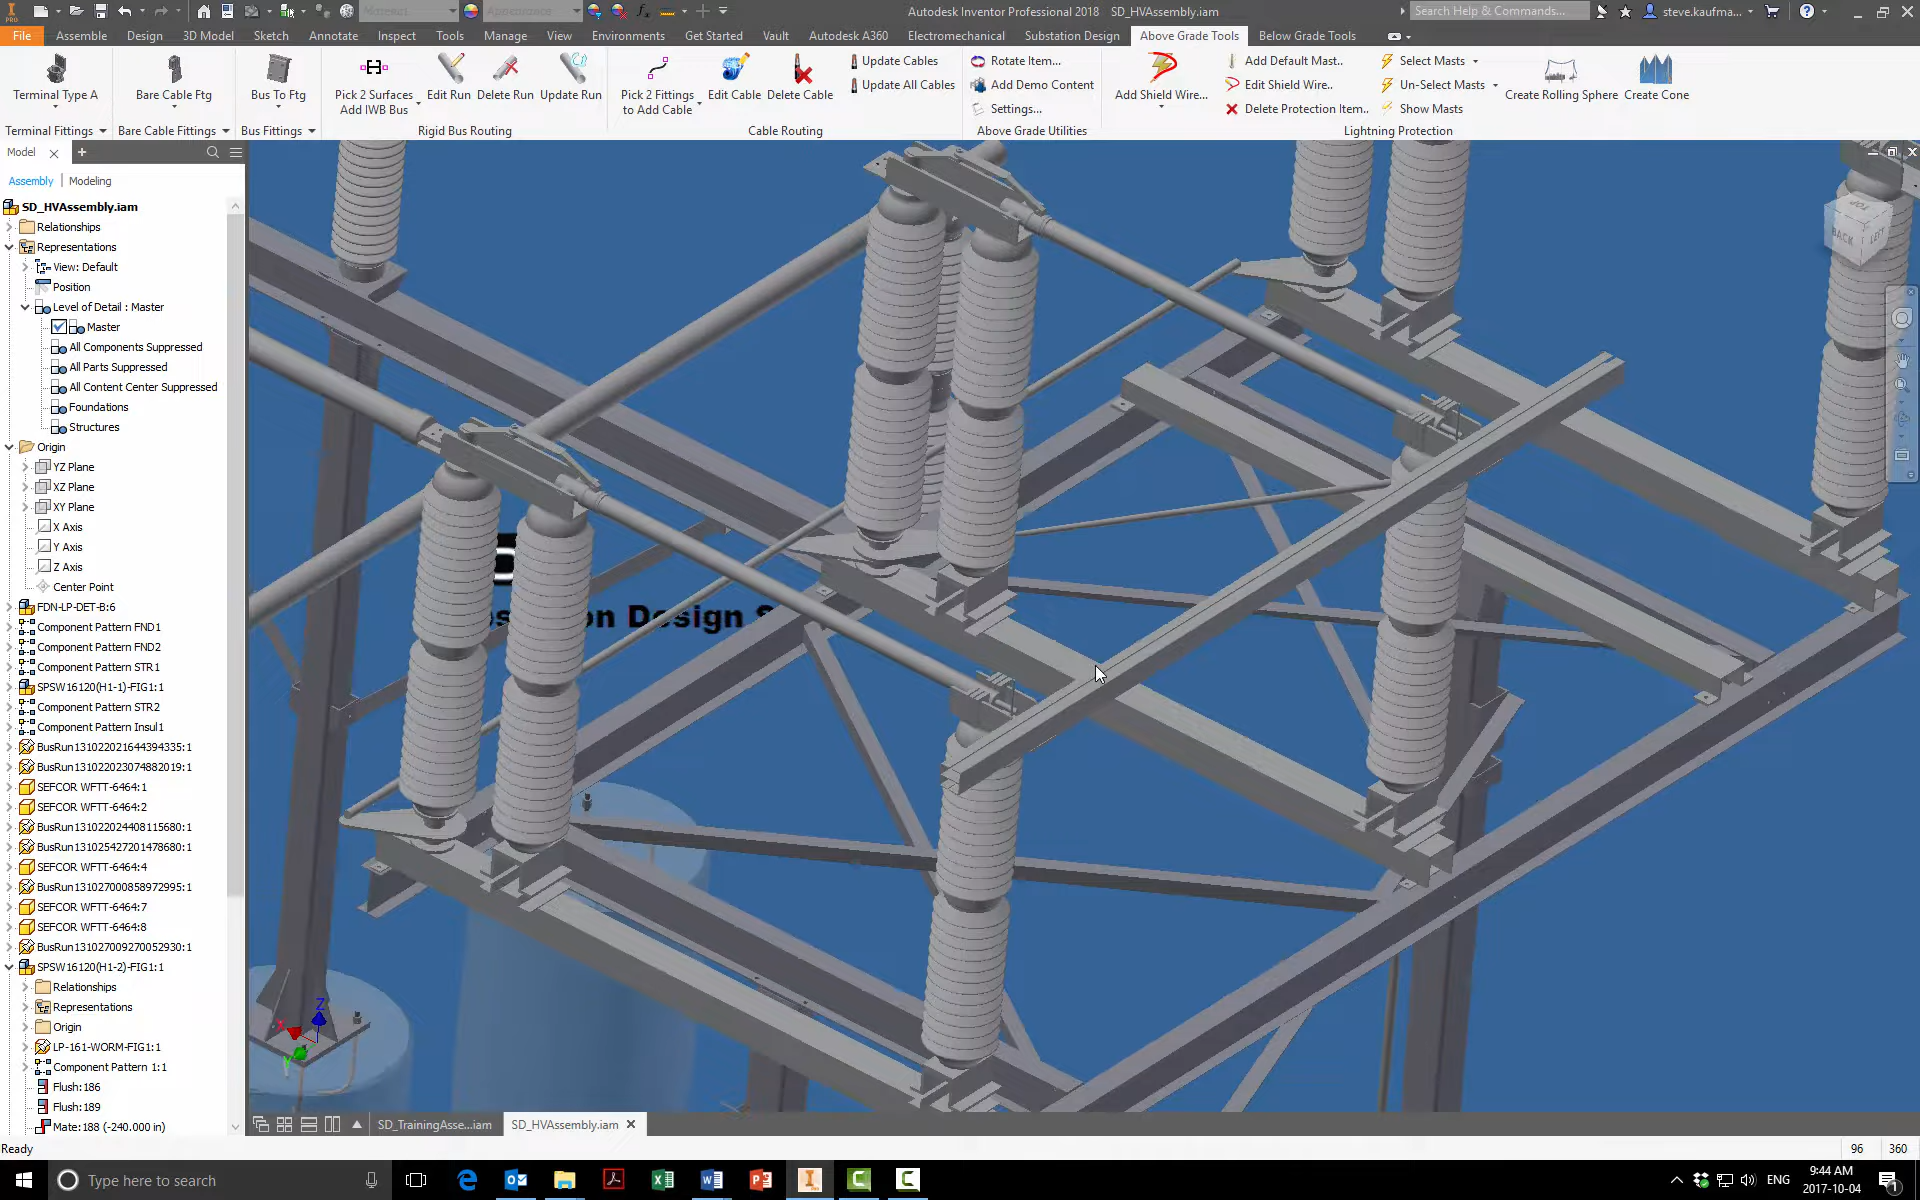 PRO
Material
Appearance
Autodesk Inventor Professional 2018 SD_HVAssembly.iam
Search Help & Commands...
steve.kaufma...
File
Assemble
Design
3D Model
Sketch
Annotate
Inspect
Tools
Manage
View
Environments
Get Started
Vault
Autodesk A360
Electromechanical
Substation Design
Above Grade Tools
Below Grade Tools
Terminal Type A
Bare Cable Ftg
Bus To Ftg
Pick 2 Surfaces
Add IWB Bus
Edit Run
Delete Run
Update Run
Pick 2 Fittings
to Add Cable
Edit Cable
Delete Cable
Update Cables
Update All Cables
Rotate Item...
Add Demo Content
Settings...
Add Shield Wire...
Add Default Mast..
Edit Shield Wire..
Delete Protection Item..
Select Masts
Un-Select Masts
Show Masts
Create Rolling Sphere
Create Cone
Terminal Fittings
Bare Cable Fittings
Bus Fittings
Rigid Bus Routing
Cable Routing
Above Grade Utilities
Lightning Protection
Model
Assembly
Modeling
SD_HVAssembly.iam
Relationships
Representations
View: Default
Position
Level of Detail : Master
Master
All Components Suppressed
All Parts Suppressed
All Content Center Suppressed
Foundations
Structures
Origin
YZ Plane
XZ Plane
XY Plane
X Axis
Y Axis
Z Axis
Center Point
FDN-LP-DET-B:6
Component Pattern FND1
Component Pattern FND2
Component Pattern STR1
SPSW16120(H1-1)-FIG1:1
Component Pattern STR2
Component Pattern Insul1
BusRun131022021644394335:1
BusRun131022023074882019:1
SEFCOR WFTT-6464:1
SEFCOR WFTT-6464:2
BusRun131022024408115680:1
BusRun131025427201478680:1
SEFCOR WFTT-6464:4
BusRun131027000858972995:1
SEFCOR WFTT-6464:7
SEFCOR WFTT-6464:8
BusRun131027009270052930:1
SPSW16120(H1-2)-FIG1:1
Relationships
Representations
Origin
LP-161-WORM-FIG1:1
Component Pattern 1:1
Flush:186
Flush:189
Mate:188 (-240.000 in)
TOP
BACK
LEFT
on Design S
Z
X
Y
SD_TrainingAsse...iam
SD_HVAssembly.iam
Ready
96
360
Type here to search
ENG
9:44 AM
2017-10-04
1